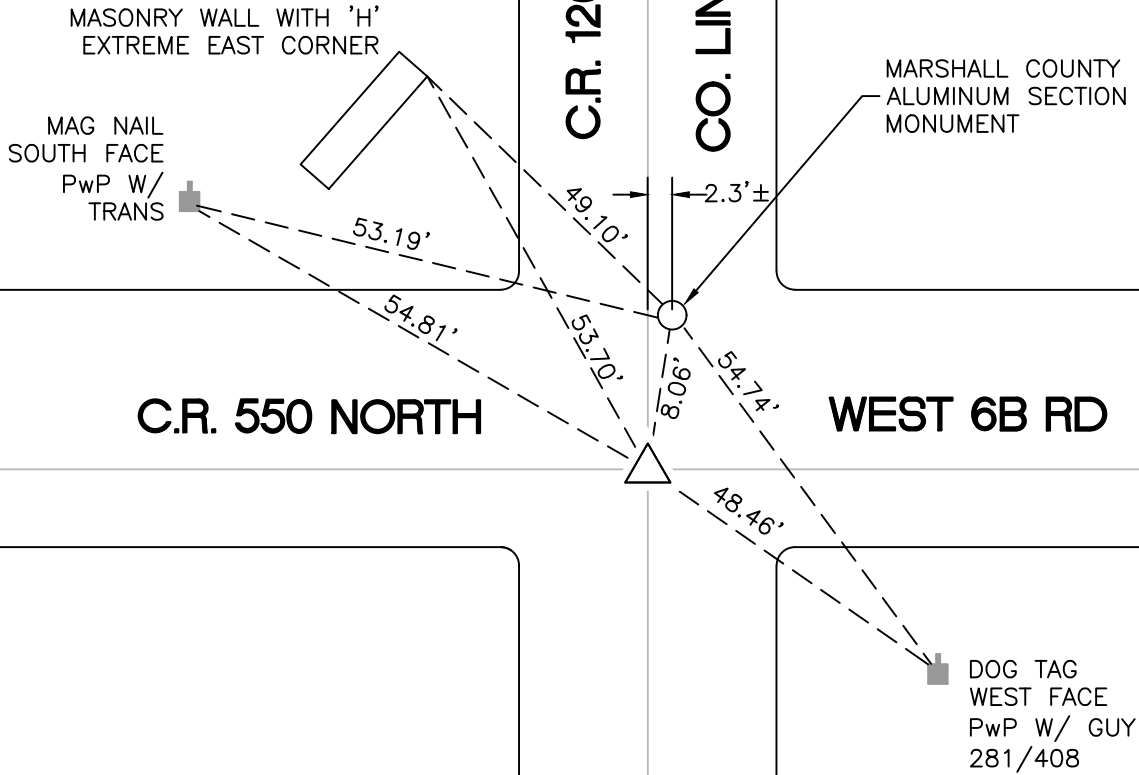 MASONRY WALL WITH 'H'
EXTREME EAST CORNER
C.R. 120
CO. LIN
MARSHALL COUNTY
ALUMINUM SECTION
MONUMENT
MAG NAIL
SOUTH FACE
PwP W/
TRANS
2.3'±
49.10'
53.19'
54.81'
53.70'
8.06'
54.74'
C.R. 550 NORTH
WEST 6B RD
48.46'
DOG TAG
WEST FACE
PwP W/ GUY
281/408